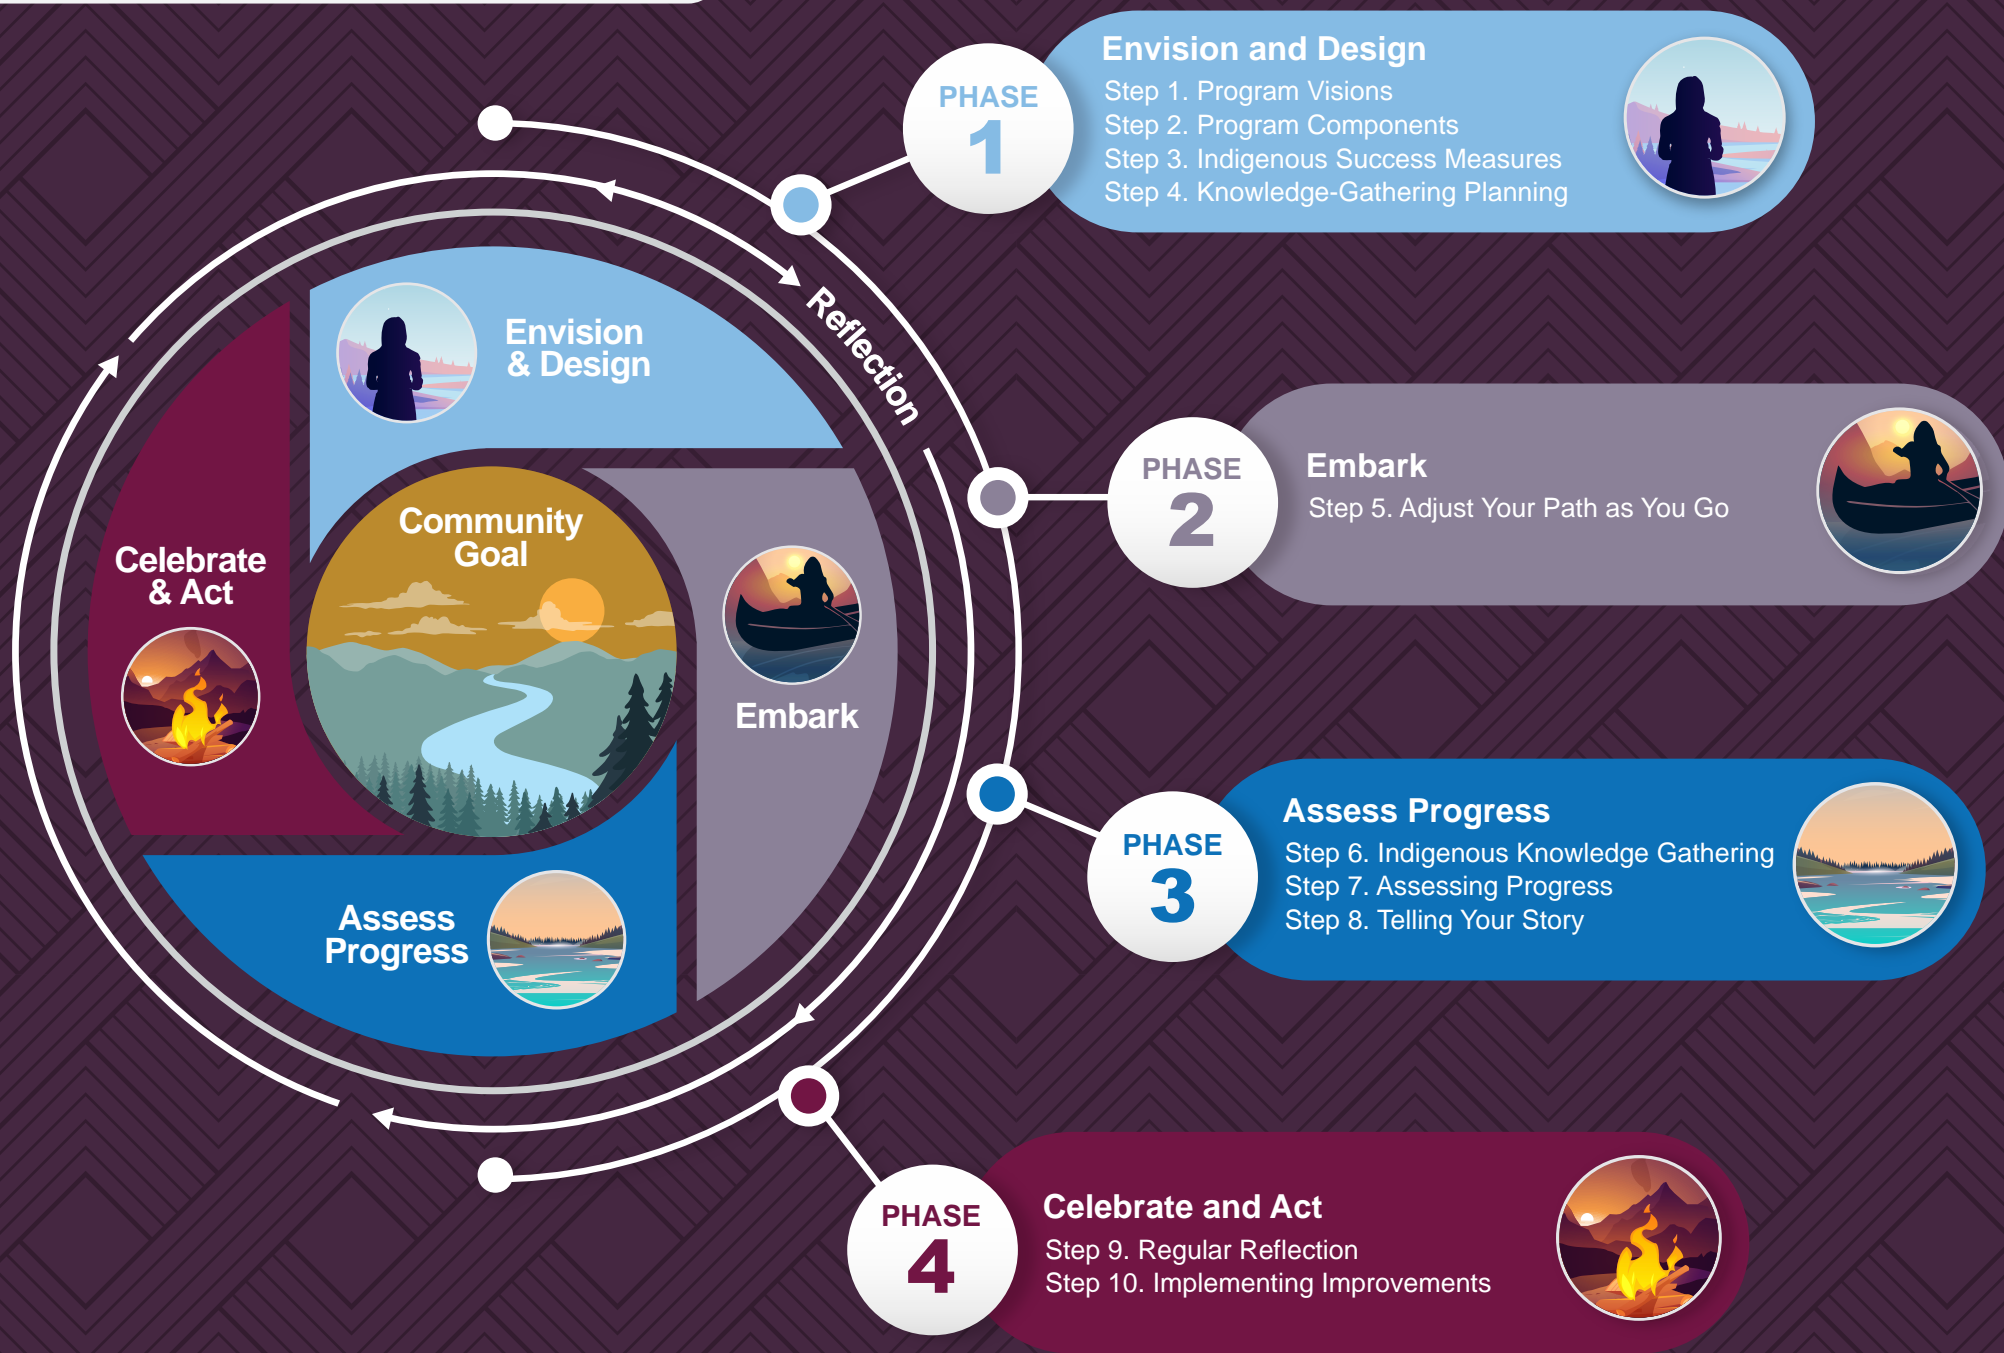 PHASE
1
Envision and Design
Step 1. Program Visions
Step 2. Program Components
Step 3. Indigenous Success Measures
Step 4. Knowledge-Gathering Planning
Reflection
Envision
& Design
Celebrate
& Act
Community
Goal
Embark
Assess
Progress
PHASE
2
Embark
Step 5. Adjust Your Path as You Go
PHASE
3
Assess Progress
Step 6. Indigenous Knowledge Gathering
Step 7. Assessing Progress
Step 8. Telling Your Story
PHASE
4
Celebrate and Act
Step 9. Regular Reflection
Step 10. Implementing Improvements